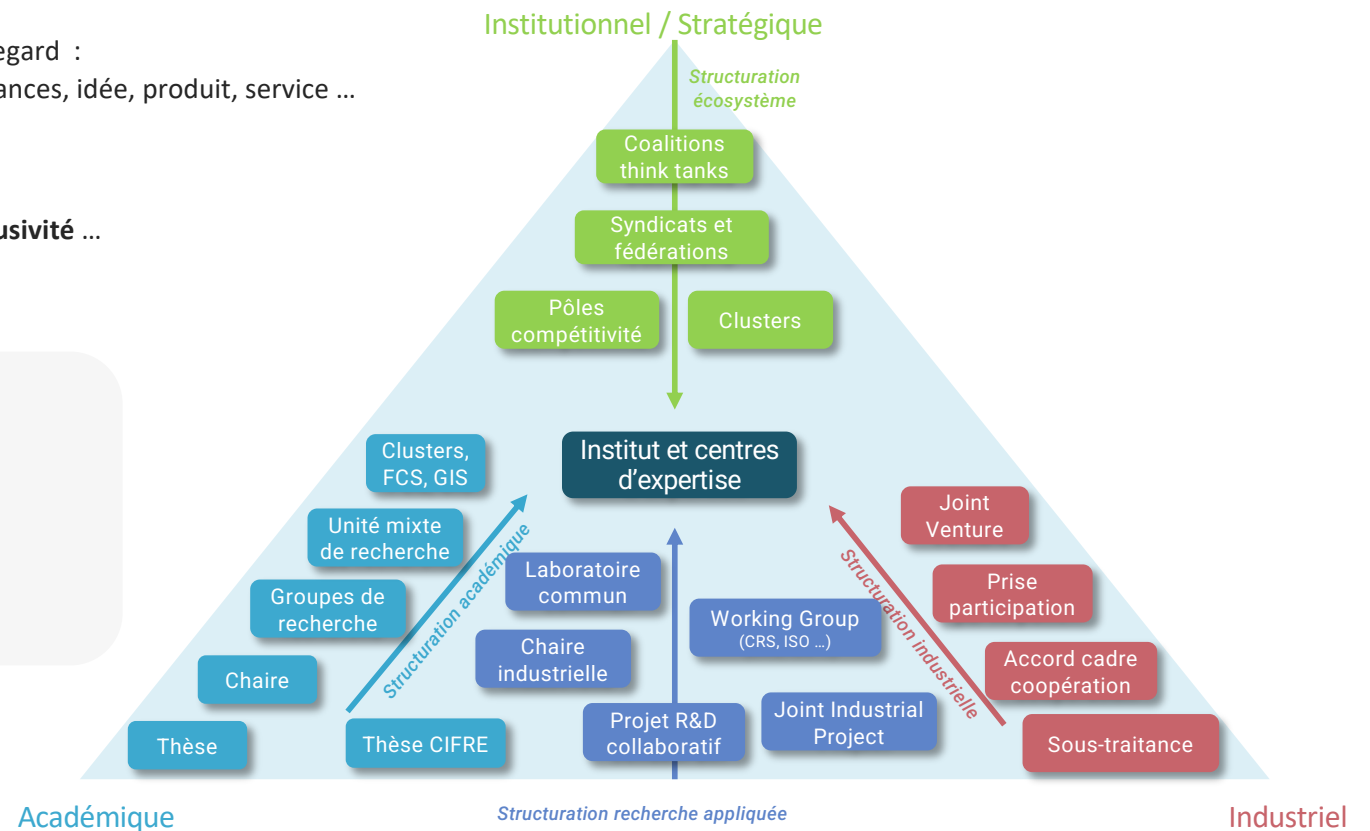 Institutionnel / Stratégique
egard :
ances, idée, produit, service ...
usivité ...
Structuration
écosystème
Coalitions
think tanks
Syndicats et
fédérations
Pôles
compétitivité
Clusters
Institut et centres
d'expertise
Clusters,
FCS, GIS
Unité mixte
de recherche
Groupes de
recherche
Chaire
Thèse
Thèse CIFRE
Structuration académique
Laboratoire
commun
Chaire
industrielle
Projet R&D
collaboratif
Working Group
(CRS, ISO ...)
Joint Industrial
Project
Structuration industrielle
Joint
Venture
Prise
participation
Accord cadre
coopération
Sous-traitance
Académique
Structuration recherche appliquée
Industriel